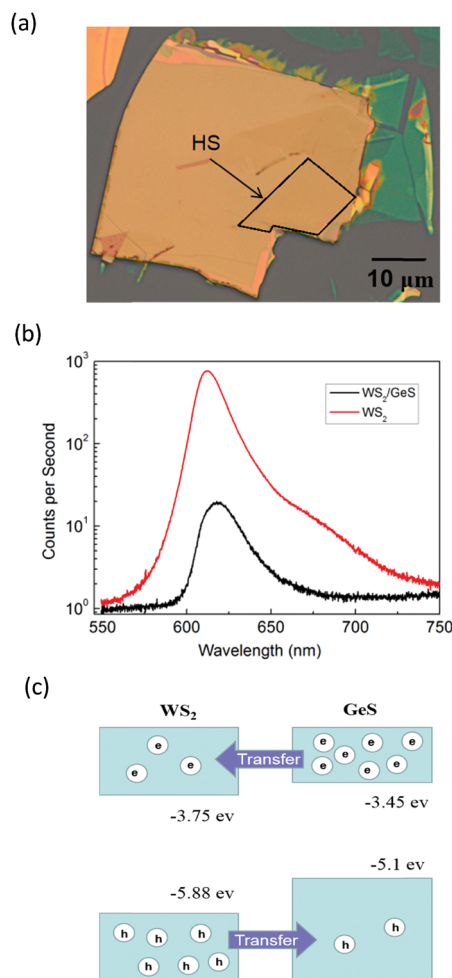 (a)
HS
10 μm
(b)
10³
10²
10¹
10⁰
Counts per Second
WS₂/GeS
WS₂
550
600
650
700
750
Wavelength (nm)
(c)
WS₂
GeS
e
e
e
Transfer
e
e
e
e
e
e
e
-3.75 ev
-3.45 ev
-5.88 ev
-5.1 ev
h
h
h
h
h
h
Transfer
h
h